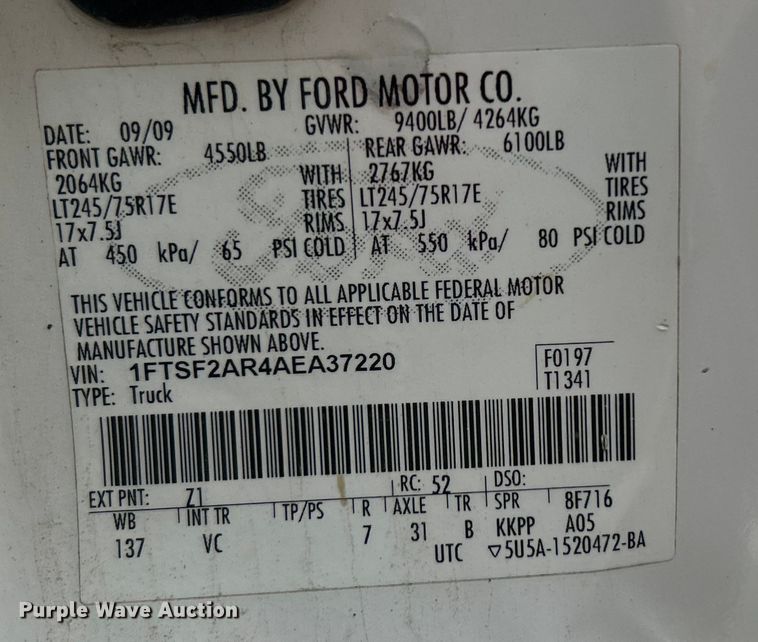 MFD. BY FORD MOTOR CO.
DATE: 09/09 GVWR: 9400LB/ 4264KG
FRONT GAWR: 4550LB REAR GAWR: 6100LB
2064KG WITH 2767KG WITH
LT245/75R17E TIRES LT245/75R17E TIRES
17x7.5J RIMS 17x7.5J RIMS
AT 450 kPa/ 65 PSI COLD AT 550 kPa/ 80 PSI COLD
THIS VEHICLE CONFORMS TO ALL APPLICABLE FEDERAL MOTOR
VEHICLE SAFETY STANDARDS IN EFFECT ON THE DATE OF
MANUFACTURE SHOWN ABOVE.
VIN: 1FTSF2AR4AEA37220 F0197
TYPE: Truck T1341
EXT PNT: Z1 RC: 52 DSO:
WB INT TR TP/PS R AXLE TR SPR 8F716
137 VC 7 31 B KKPP A05
UTC ▽5U5A-1520472-BA
Purple Wave Auction